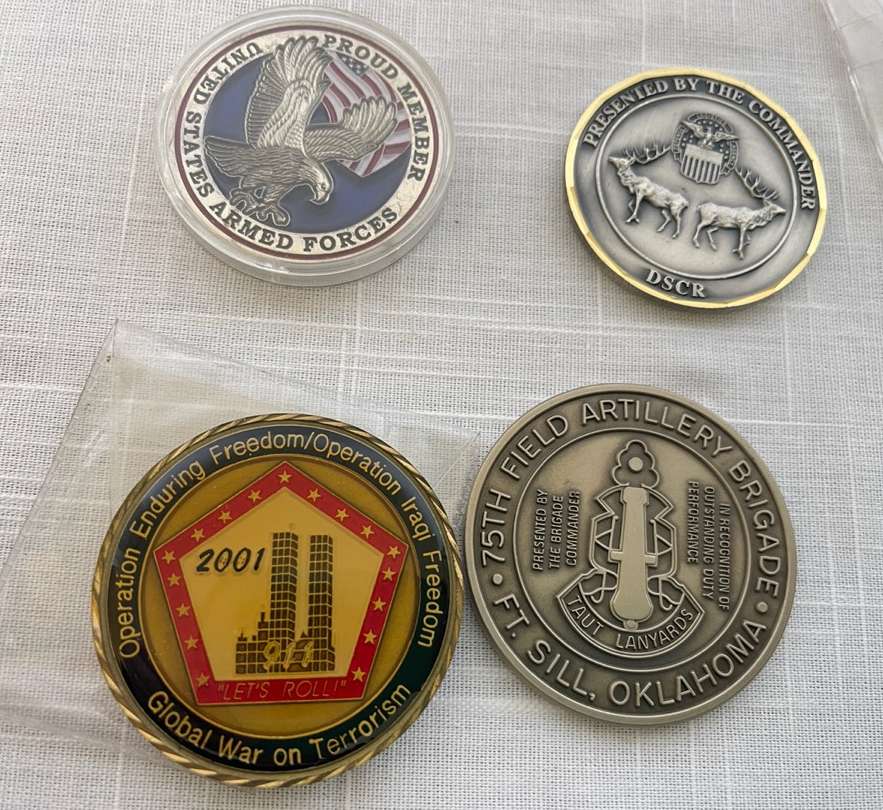 PROUD MEMBER
UNITED STATES ARMED FORCES
PRESENTED BY THE COMMANDER
DSCR
Operation Enduring Freedom/Operation Iraqi Freedom
2001
911
"LET'S ROLL!"
Global War on Terrorism
75TH FIELD ARTILLERY BRIGADE
PRESENTED BY
THE BRIGADE
COMMANDER
IN RECOGNITION OF
OUTSTANDING DUTY
PERFORMANCE
TAUT LANYARDS
FT. SILL, OKLAHOMA